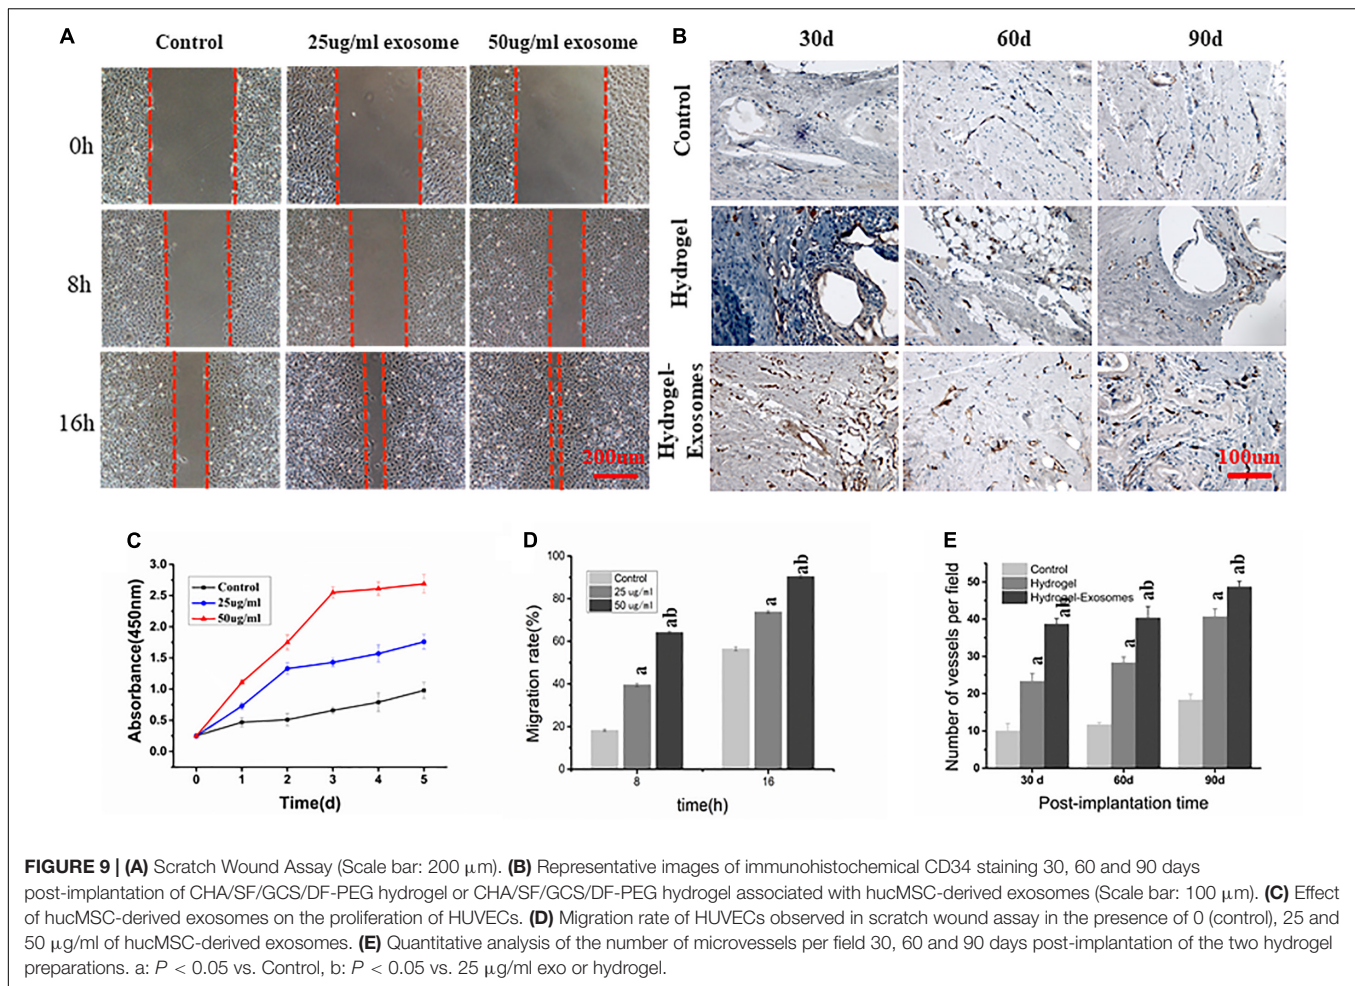 A
Control
25ug/ml exosome
50ug/ml exosome
0h
8h
16h
200um
B
30d
60d
90d
Control
Hydrogel
Hydrogel-
Exosomes
100um
C
3.0
2.5
2.0
1.5
1.0
0.5
0.0
Absorbance(450nm)
Control
25ug/ml
50ug/ml
0 1 2 3 4 5
Time(d)
D
100
80
60
40
20
0
Migration rate(%)
Control
25 ug/ml
50 ug/ml
a
ab
a
ab
8 16
time(h)
E
50
40
30
20
10
0
Number of vessels per field
Control
Hydrogel
Hydrogel-Exosomes
a
ab
a
ab
a
ab
30 d 60d 90d
Post-implantation time
FIGURE 9 | (A) Scratch Wound Assay (Scale bar: 200 μm). (B) Representative images of immunohistochemical CD34 staining 30, 60 and 90 days
post-implantation of CHA/SF/GCS/DF-PEG hydrogel or CHA/SF/GCS/DF-PEG hydrogel associated with hucMSC-derived exosomes (Scale bar: 100 μm). (C) Effect
of hucMSC-derived exosomes on the proliferation of HUVECs. (D) Migration rate of HUVECs observed in scratch wound assay in the presence of 0 (control), 25 and
50 μg/ml of hucMSC-derived exosomes. (E) Quantitative analysis of the number of microvessels per field 30, 60 and 90 days post-implantation of the two hydrogel
preparations. a: P < 0.05 vs. Control, b: P < 0.05 vs. 25 μg/ml exo or hydrogel.